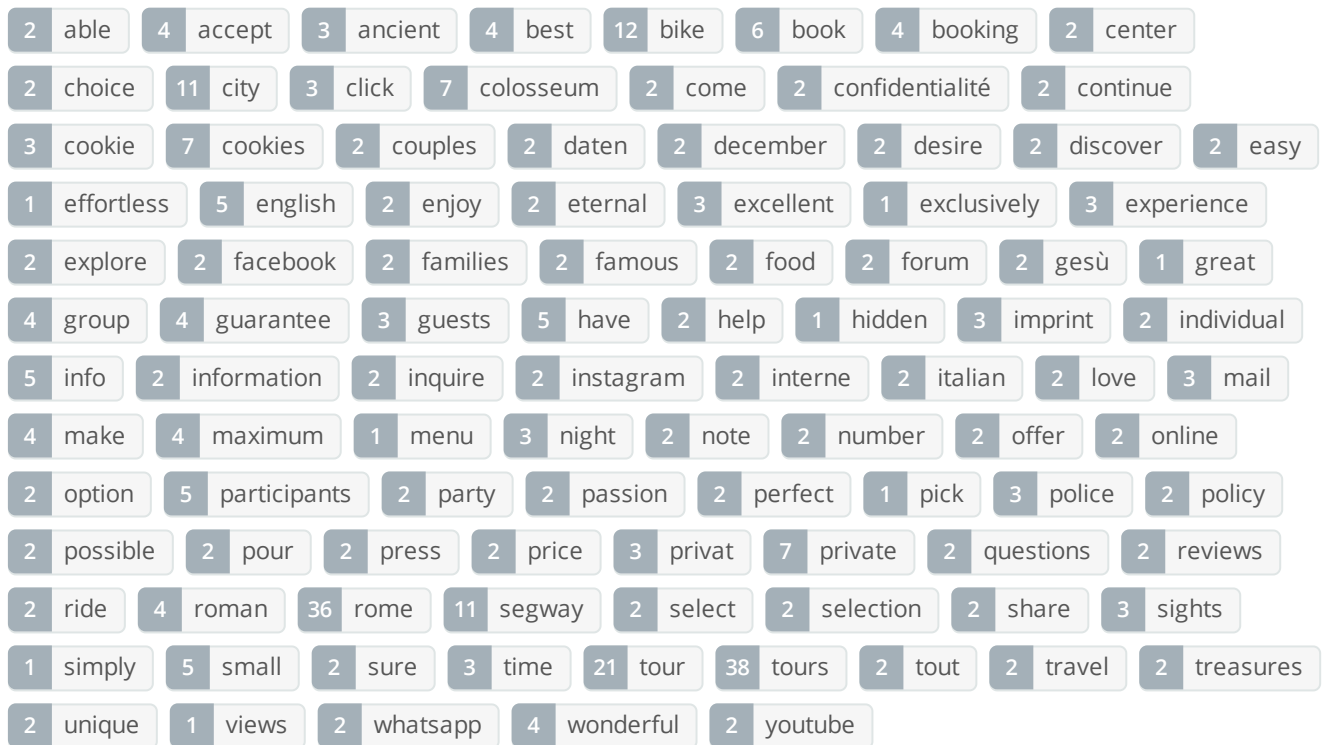 2 able 4 accept 3 ancient 4 best 12 bike 6 book 4 booking 2 center
2 choice 11 city 3 click 7 colosseum 2 come 2 confidentialité 2 continue
3 cookie 7 cookies 2 couples 2 daten 2 december 2 desire 2 discover 2 easy
1 effortless 5 english 2 enjoy 2 eternal 3 excellent 1 exclusively 3 experience
2 explore 2 facebook 2 families 2 famous 2 food 2 forum 2 gesù 1 great
4 group 4 guarantee 3 guests 5 have 2 help 1 hidden 3 imprint 2 individual
5 info 2 information 2 inquire 2 instagram 2 interne 2 italian 2 love 3 mail
4 make 4 maximum 1 menu 3 night 2 note 2 number 2 offer 2 online
2 option 5 participants 2 party 2 passion 2 perfect 1 pick 3 police 2 policy
2 possible 2 pour 2 press 2 price 3 privat 7 private 2 questions 2 reviews
2 ride 4 roman 36 rome 11 segway 2 select 2 selection 2 share 3 sights
1 simply 5 small 2 sure 3 time 21 tour 38 tours 2 tout 2 travel 2 treasures
2 unique 1 views 2 whatsapp 4 wonderful 2 youtube